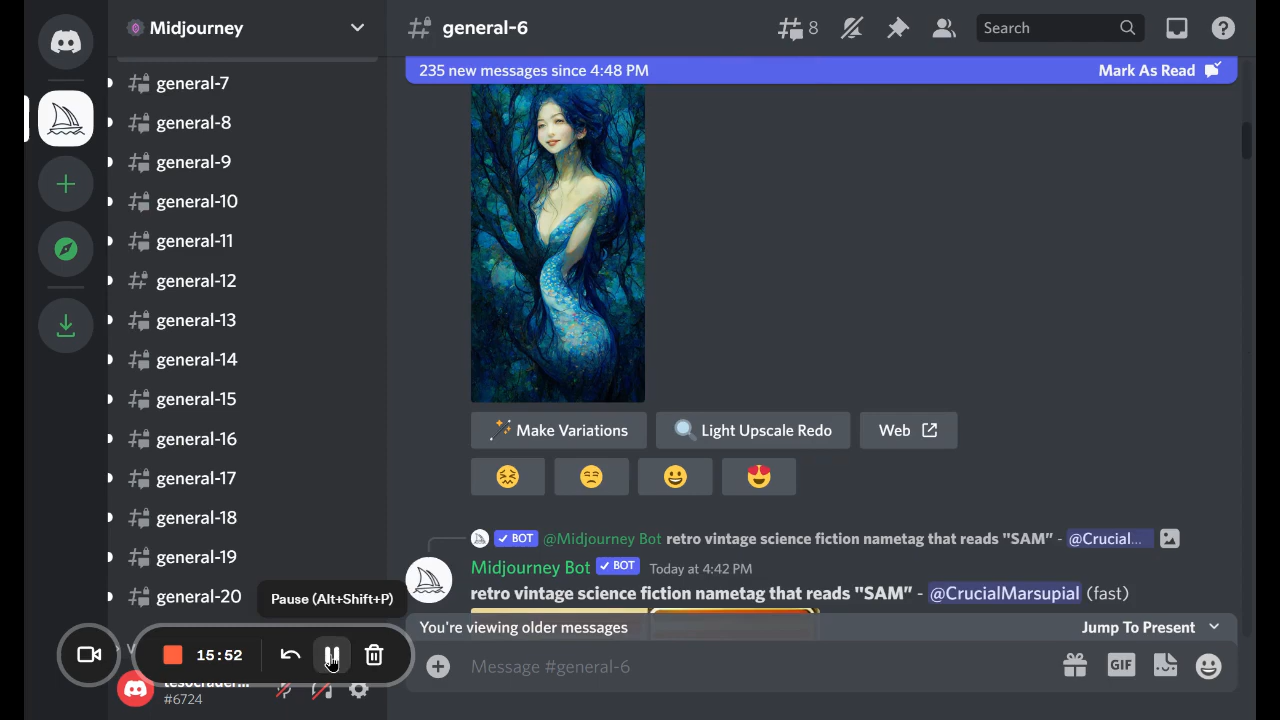 Midjourney
general-7
general-8
general-9
general-10
general-11
general-12
general-13
general-14
general-15
general-16
general-17
general-18
general-19
general-20
Pause (Alt+Shift+P)
15:52
#6724
general-6
8
Search
235 new messages since 4:48 PM
Mark As Read
Make Variations
Light Upscale Redo
Web
BOT @Midjourney Bot retro vintage science fiction nametag that reads "SAM" - @Crucial...
Midjourney Bot BOT Today at 4:42 PM
retro vintage science fiction nametag that reads "SAM" - @CrucialMarsupial (fast)
You're viewing older messages
Jump To Present
Message #general-6
GIF